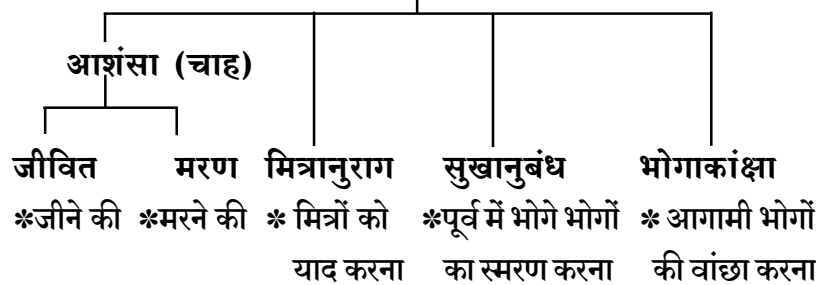 आशंसा (चाह)
जीवित मरण मित्रानुराग सुखानुबंध भोगाकांक्षा
*जीने की *मरने की * मित्रों को *पूर्व में भोगे भोगों * आगामी भोगों
याद करना का स्मरण करना की वांछा करना